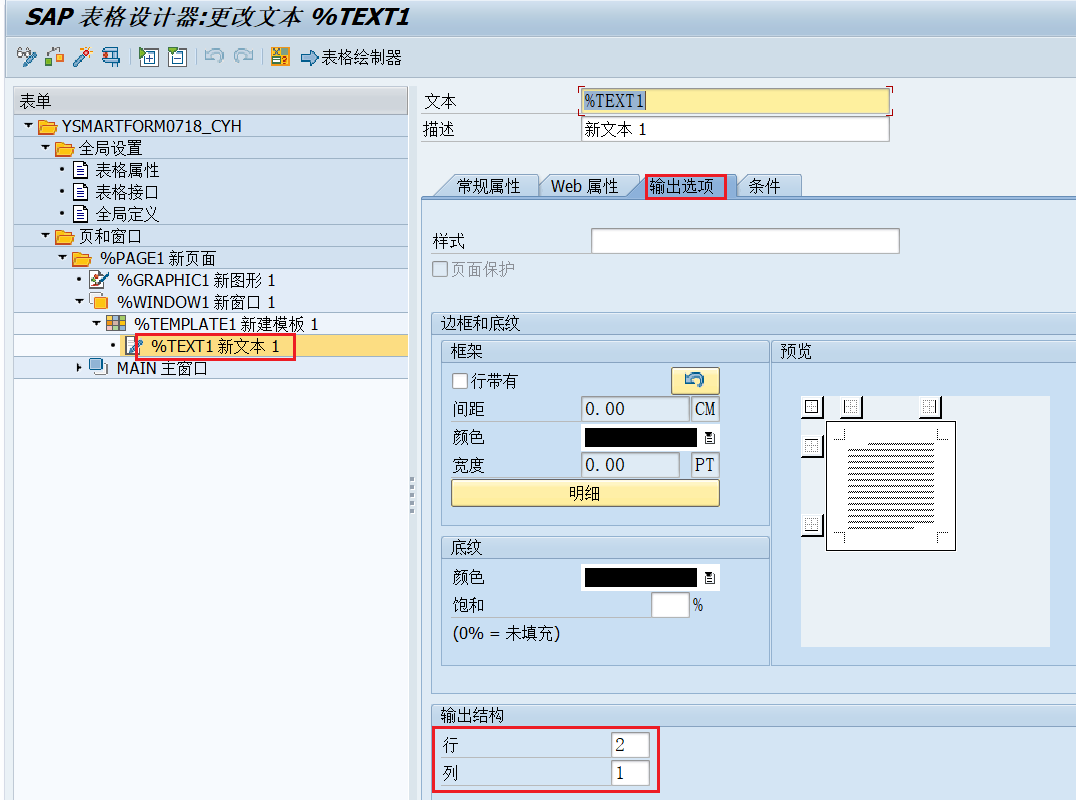 SAP 表格设计器:更改文本 %TEXT1
表格绘制器
表单
YSMARTFORM0718_CYH
全局设置
表格属性
表格接口
全局定义
页和窗口
%PAGE1 新页面
%GRAPHIC1 新图形 1
%WINDOW1 新窗口 1
%TEMPLATE1 新建模板 1
%TEXT1 新文本 1
MAIN 主窗口
文本 %TEXT1
描述 新文本 1
常规属性 Web 属性 输出选项 条件
样式
页面保护
边框和底纹
框架
行带有
间距 0.00 CM
颜色
宽度 0.00 PT
明细
底纹
颜色
饱和 %
(0% = 未填充)
预览
输出结构
行 2
列 1